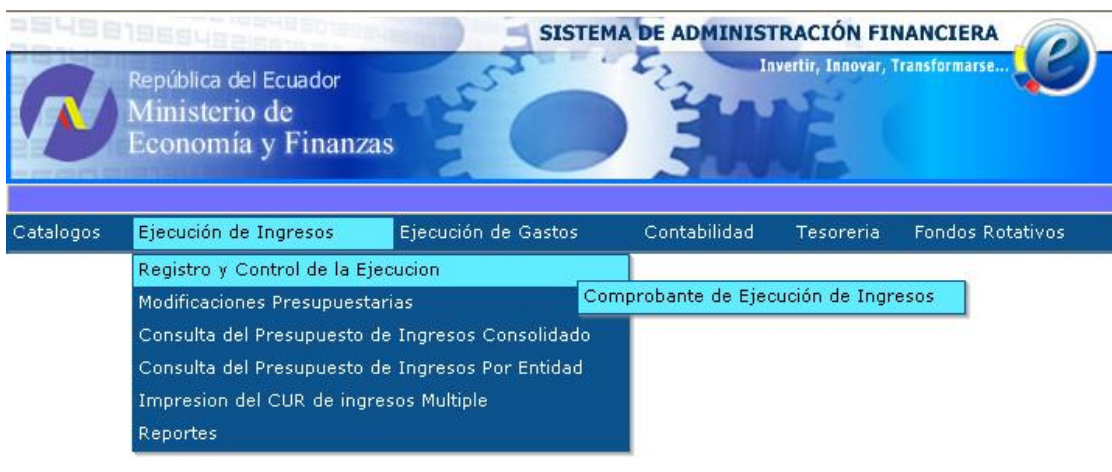 SISTEMA DE ADMINISTRACIÓN FINANCIERA
Invertir, Innovar, Transformarse...
e
República del Ecuador
Ministerio de
Economía y Finanzas
Catalogos Ejecución de Ingresos Ejecución de Gastos Contabilidad Tesoreria Fondos Rotativos
Registro y Control de la Ejecucion
Comprobante de Ejecución de Ingresos
Modificaciones Presupuestarias
Consulta del Presupuesto de Ingresos Consolidado
Consulta del Presupuesto de Ingresos Por Entidad
Impresion del CUR de ingresos Multiple
Reportes